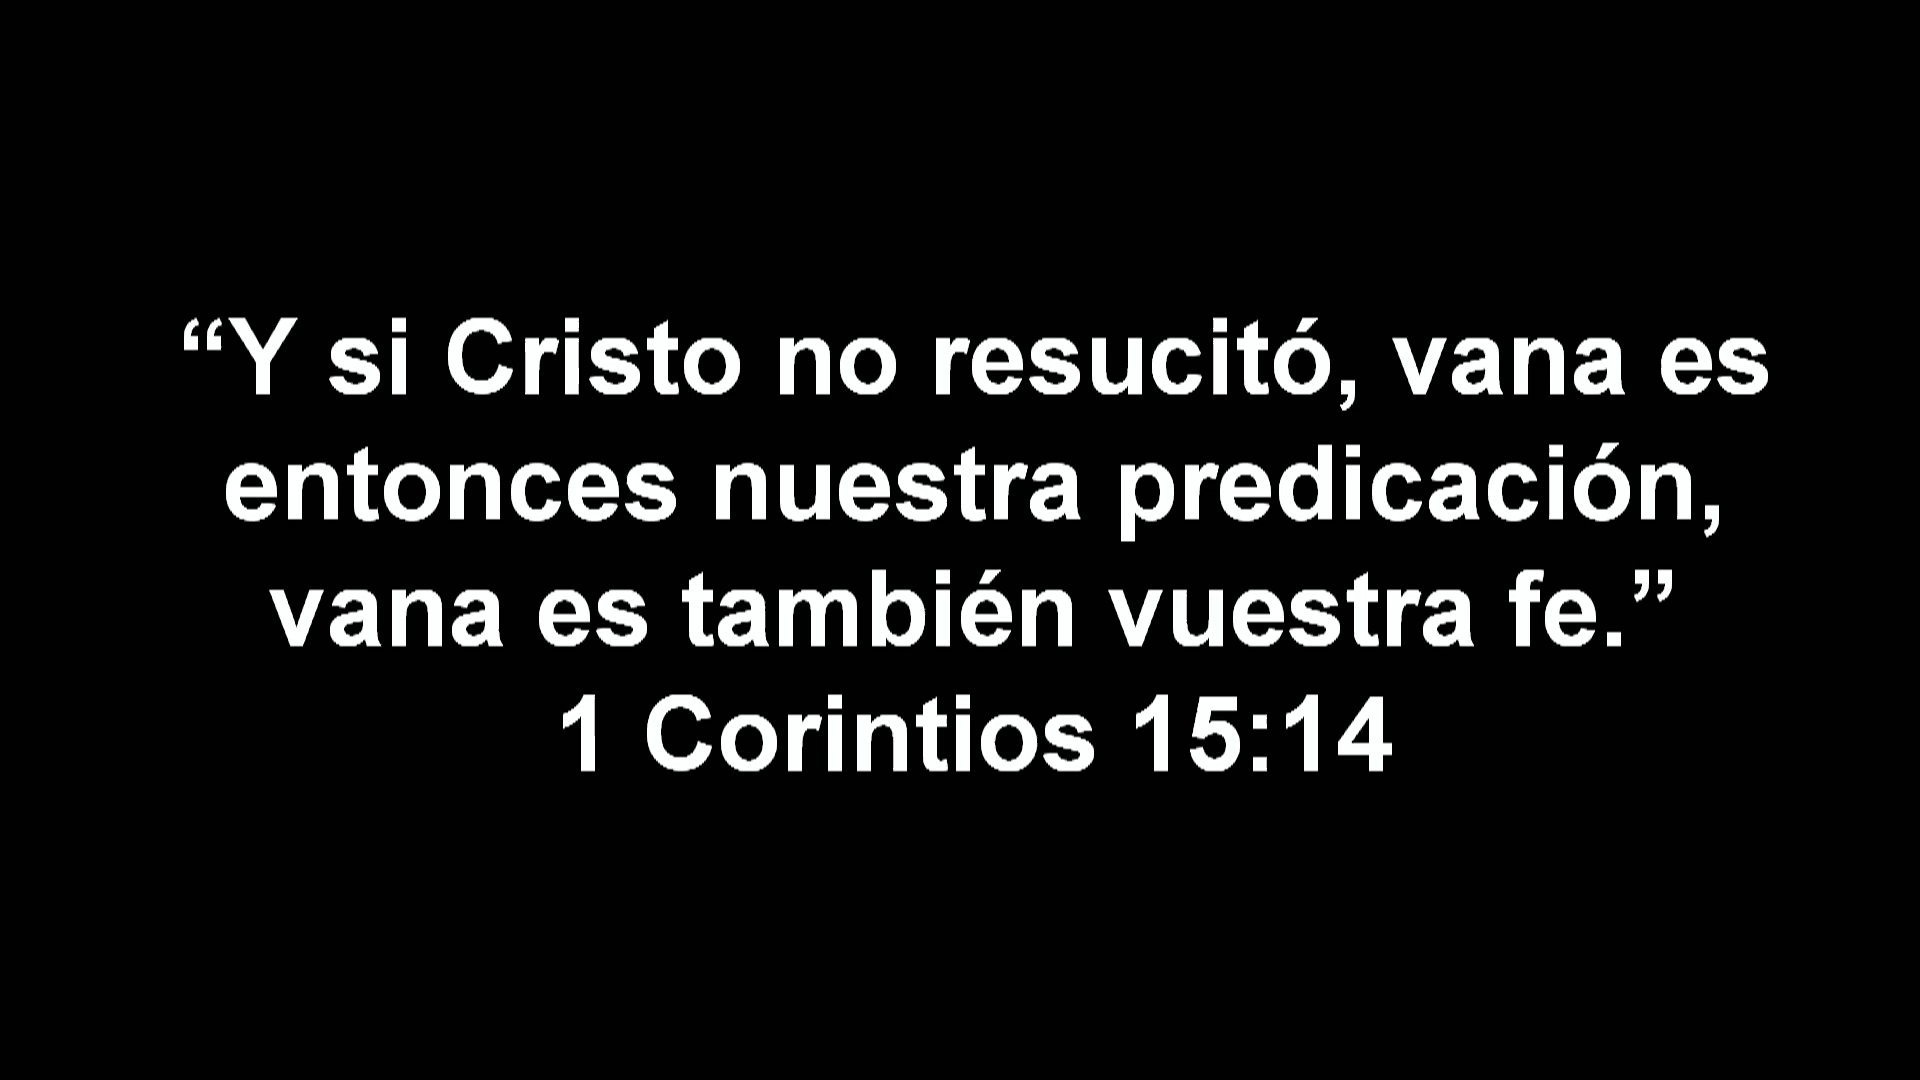 “Y si Cristo no resucitó, vana es
entonces nuestra predicación,
vana es también vuestra fe.”
1 Corintios 15:14